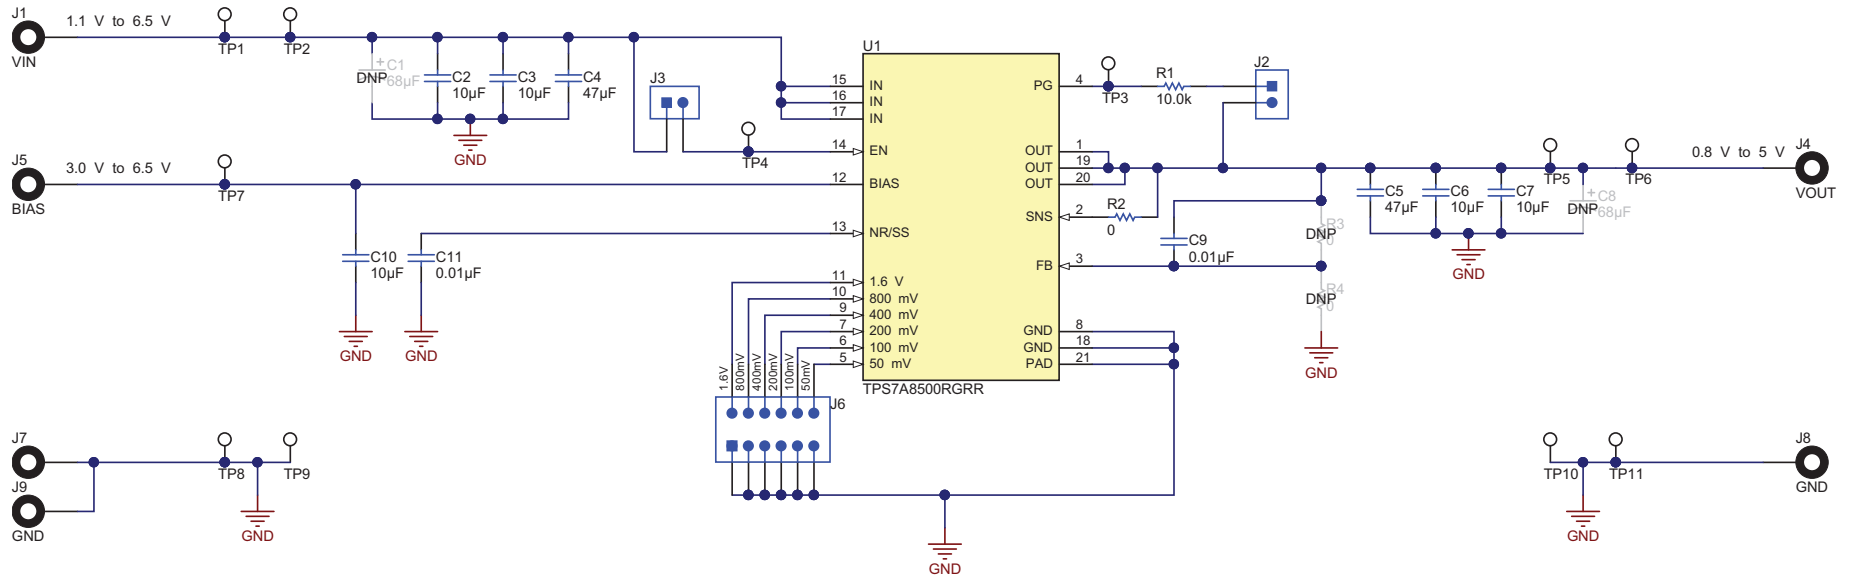 J1
1.1 V to 6.5 V
VIN
TP1
TP2
C1
DNP
68µF
C2
10µF
C3
10µF
C4
47µF
GND
J3
TP4
J5
3.0 V to 6.5 V
BIAS
TP7
C10
10µF
GND
C11
0.01µF
GND
U1
15 IN
16 IN
17 IN
14 EN
12 BIAS
13 NR/SS
11 1.6 V
10 800 mV
9 400 mV
7 200 mV
6 100 mV
5 50 mV
PG 4
OUT 1
OUT 19
OUT 20
SNS 2
FB 3
GND 8
GND 18
PAD 21
TPS7A8500RGRR
1.6V
800mV
400mV
200mV
100mV
50mV
J6
GND
TP3
R1
10.0k
J2
R2
0
C9
0.01µF
R3
DNP
0
R4
DNP
0
GND
C5
47µF
C6
10µF
C7
10µF
GND
TP5
C8
DNP
68µF
TP6
0.8 V to 5 V
J4
VOUT
J7
J9
GND
TP8
TP9
GND
TP10
TP11
GND
J8
GND